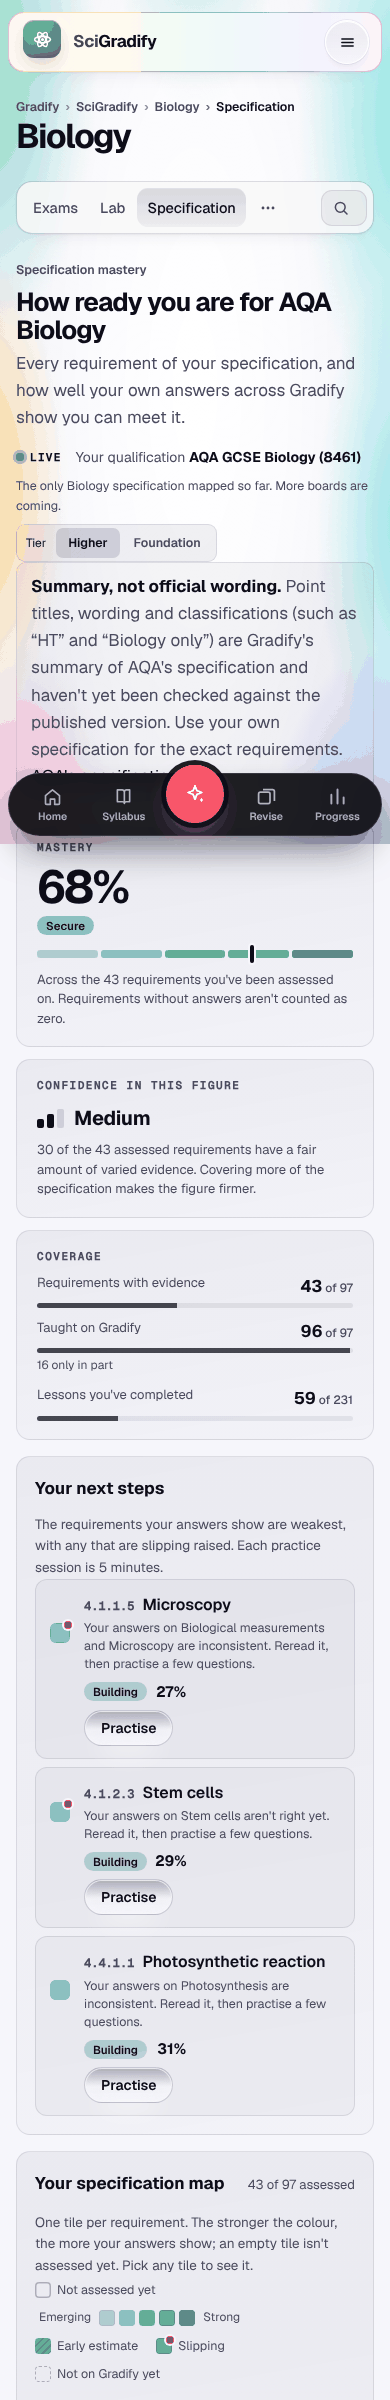 SciGradify
Gradify › SciGradify › Biology › Specification
Biology
Exams Lab Specification ···
Specification mastery
How ready you are for AQA
Biology
Every requirement of your specification, and
how well your own answers across Gradify
show you can meet it.
LIVE Your qualification AQA GCSE Biology (8461)
The only Biology specification mapped so far. More boards are
coming.
Tier Higher Foundation
Summary, not official wording. Point
titles, wording and classifications (such as
“HT” and “Biology only”) are Gradify's
summary of AQA's specification and
haven't yet been checked against the
published version. Use your own
specification for the exact requirements.
Home Syllabus Revise Progress
MASTERY
68%
Secure
Across the 43 requirements you've been assessed
on. Requirements without answers aren't counted as
zero.
CONFIDENCE IN THIS FIGURE
Medium
30 of the 43 assessed requirements have a fair
amount of varied evidence. Covering more of the
specification makes the figure firmer.
COVERAGE
Requirements with evidence 43 of 97
Taught on Gradify 96 of 97
16 only in part
Lessons you've completed 59 of 231
Your next steps
The requirements your answers show are weakest,
with any that are slipping raised. Each practice
session is 5 minutes.
4.1.1.5 Microscopy
Your answers on Biological measurements
and Microscopy are inconsistent. Reread it,
then practise a few questions.
Building 27%
Practise
4.1.2.3 Stem cells
Your answers on Stem cells aren't right yet.
Reread it, then practise a few questions.
Building 29%
Practise
4.4.1.1 Photosynthetic reaction
Your answers on Photosynthesis are
inconsistent. Reread it, then practise a few
questions.
Building 31%
Practise
Your specification map 43 of 97 assessed
One tile per requirement. The stronger the colour,
the more your answers show; an empty tile isn't
assessed yet. Pick any tile to see it.
Not assessed yet
Emerging Strong
Early estimate Slipping
Not on Gradify yet